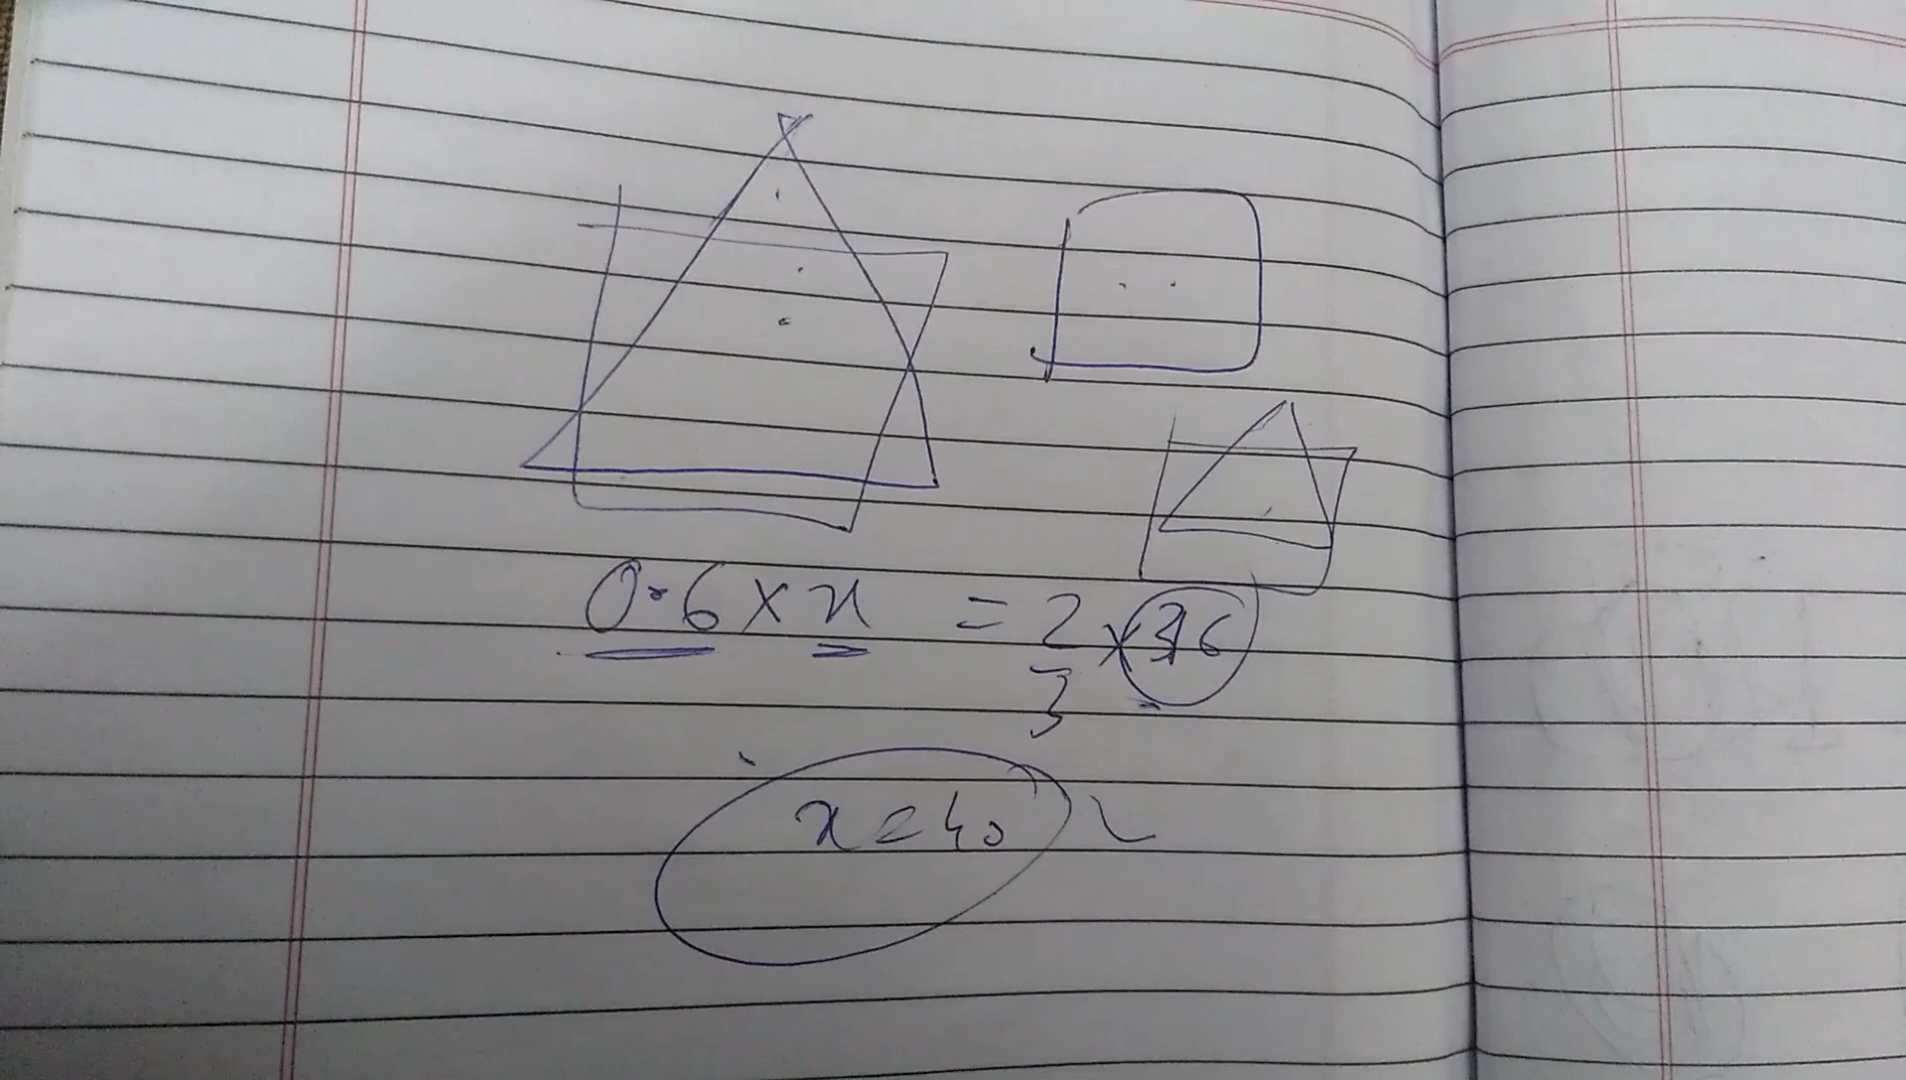 0.6 × x = 2/3 × 36
x = 40